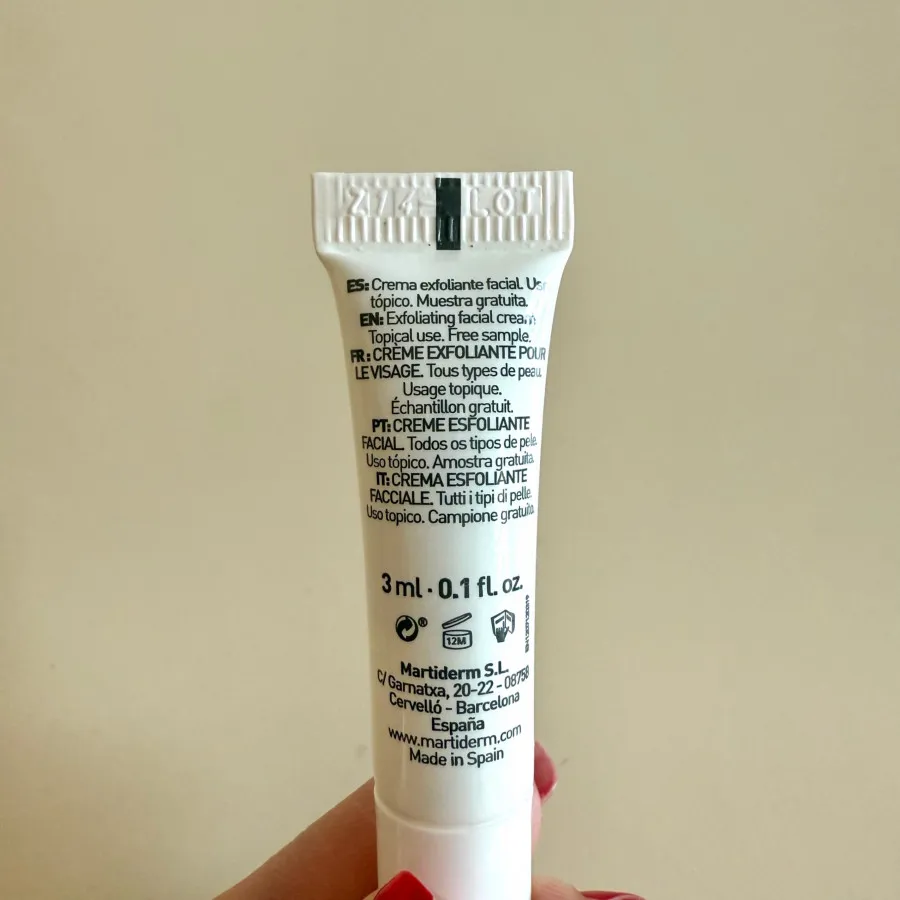 LOT
ES: Crema exfoliante facial. Uso
tópico. Muestra gratuita.
EN: Exfoliating facial cream.
Topical use. Free sample.
FR: CRÈME EXFOLIANTE POUR
LE VISAGE. Tous types de peau.
Usage topique.
Échantillon gratuit.
PT: CREME ESFOLIANTE
FACIAL. Todos os tipos de pele.
Uso tópico. Amostra gratuita.
IT: CREMA ESFOLIANTE
FACCIALE. Tutti i tipi di pelle.
Uso topico. Campione gratuito.
3 ml · 0.1 fl. oz.
®
12M
Martiderm S.L.
C/ Garnatxa, 20-22 - 08758
Cervelló - Barcelona
España
www.martiderm.com
Made in Spain